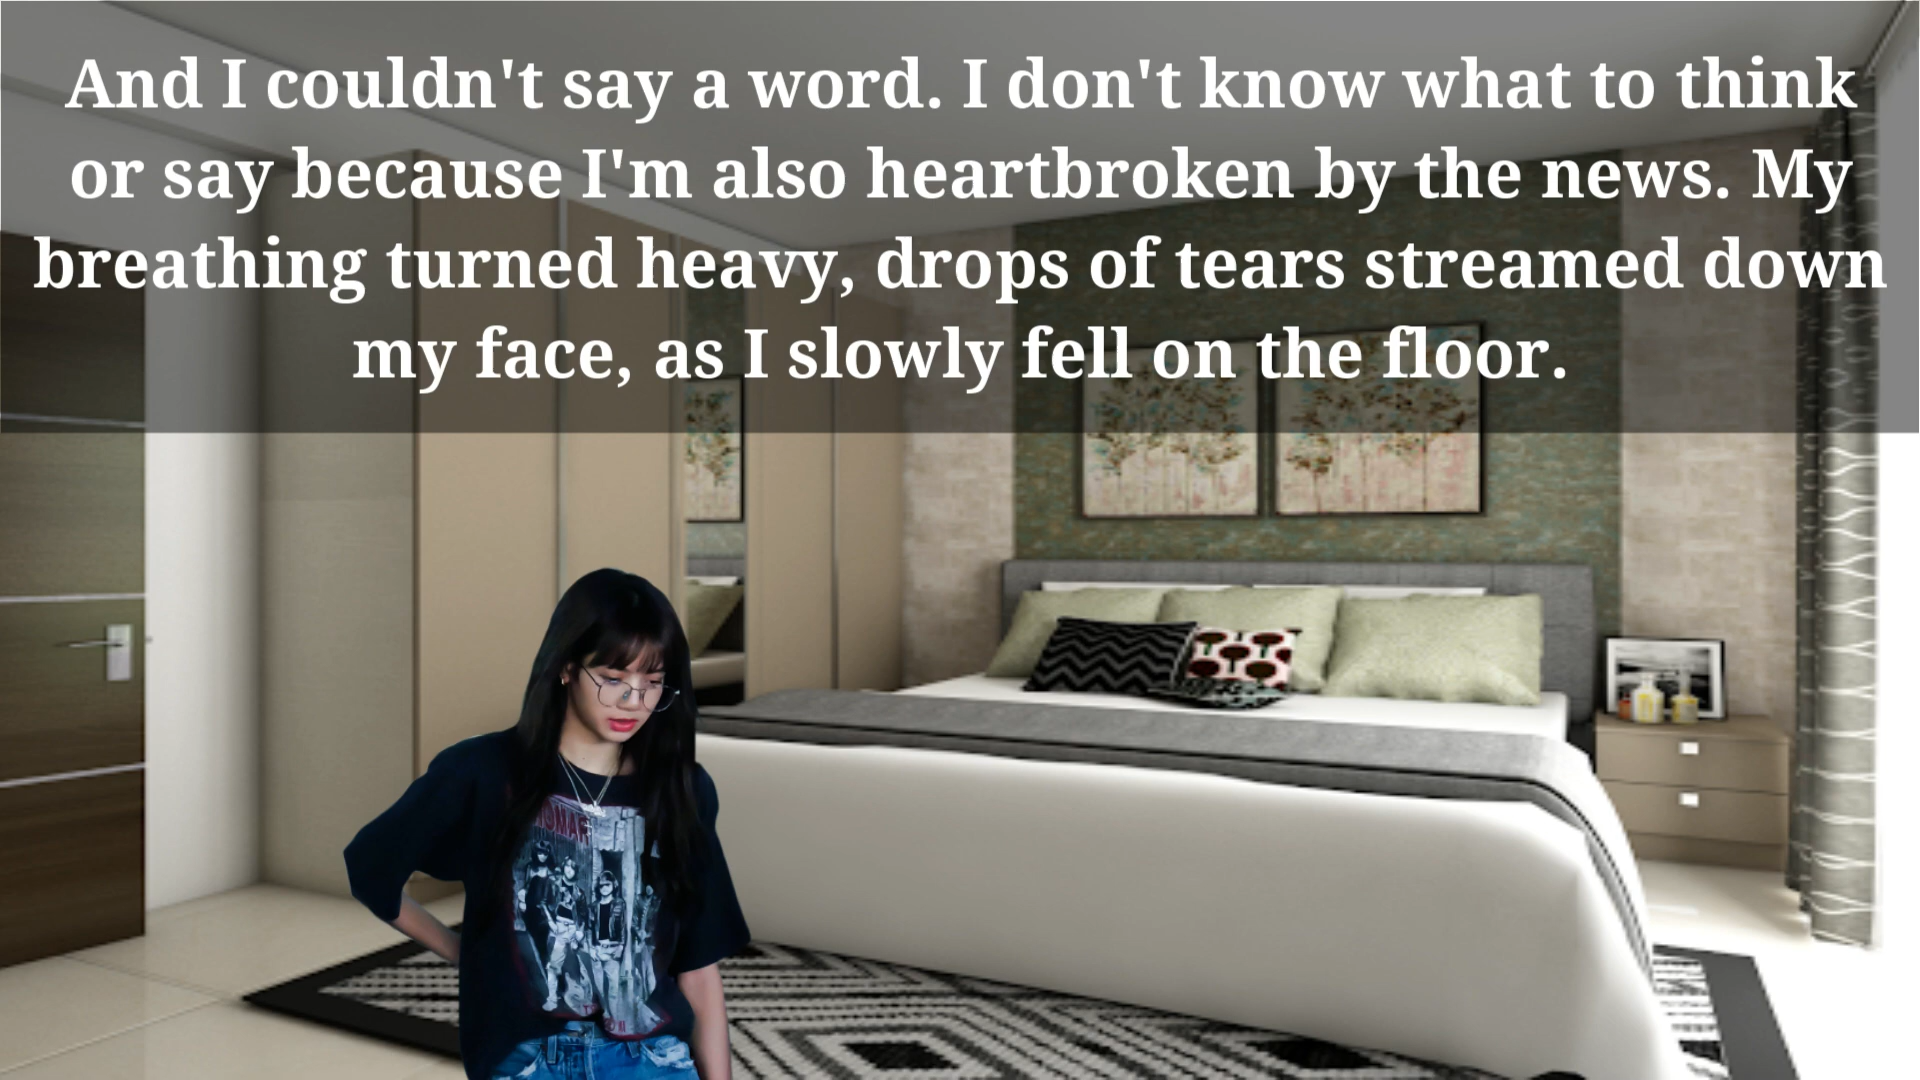 And I couldn't say a word. I don't know what to think
or say because I'm also heartbroken by the news. My
breathing turned heavy, drops of tears streamed down
my face, as I slowly fell on the floor.